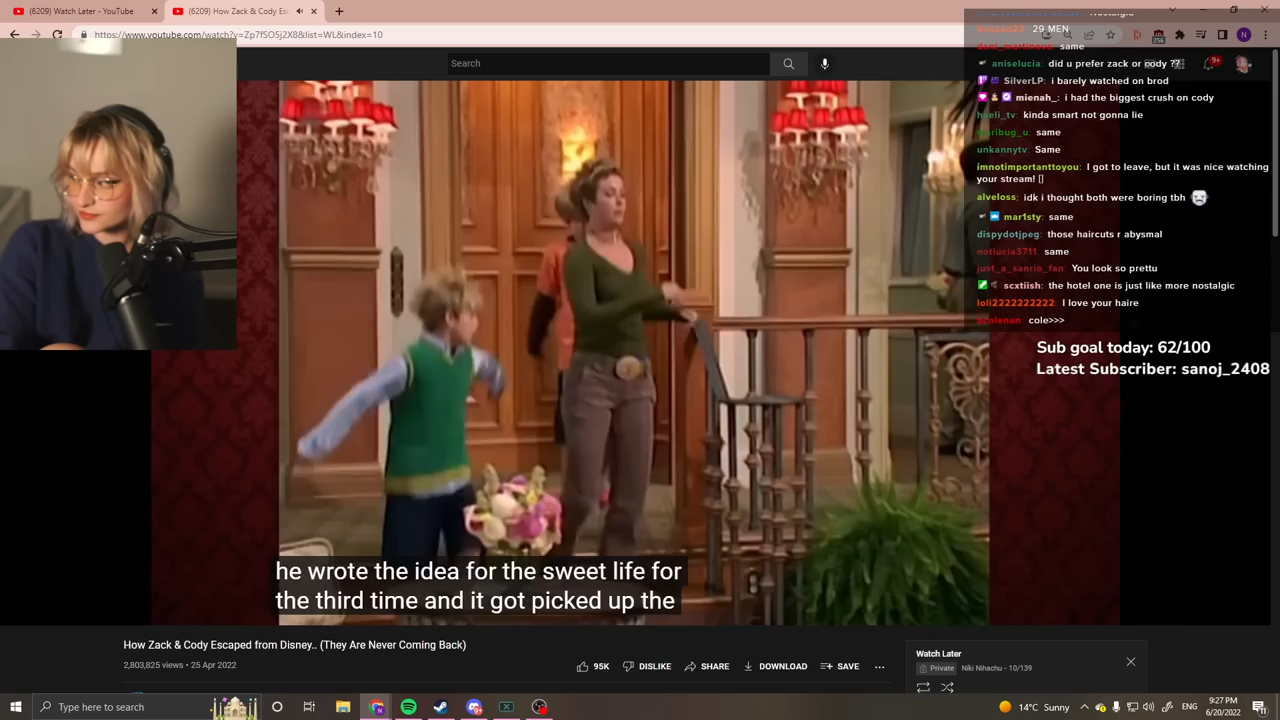 (6209) Watch Later - YouTube
(6209) How Zack & Cody Esc
https://www.youtube.com/watch?v=Zp7fSO5j2X8&list=WL&index=10
256
N
Search
9+
29 MEN
same
aniselucia: did u prefer zack or cody ??
SilverLP: i barely watched on brod
mienah_: i had the biggest crush on cody
kinda smart not gonna lie
same
unkannytv: Same
imnotimportanttoyou: I got to leave, but it was nice watching
your stream! []
alveloss: idk i thought both were boring tbh
mar1sty: same
dispydotjpeg: those haircuts r abysmal
notlucia3711: same
just_a_sanrio_fan: You look so prettu
scxtiish: the hotel one is just like more nostalgic
loli2222222222: I love your haire
cole>>>
Sub goal today: 62/100
Latest Subscriber: sanoj_2408
he wrote the idea for the sweet life for
the third time and it got picked up the
How Zack & Cody Escaped from Disney.. (They Are Never Coming Back)
2,803,825 views • 25 Apr 2022
95K
DISLIKE
SHARE
DOWNLOAD
SAVE
Watch Later
Private
Niki Nihachu - 10/139
Type here to search
14°C Sunny
9:27 PM
6/20/2022